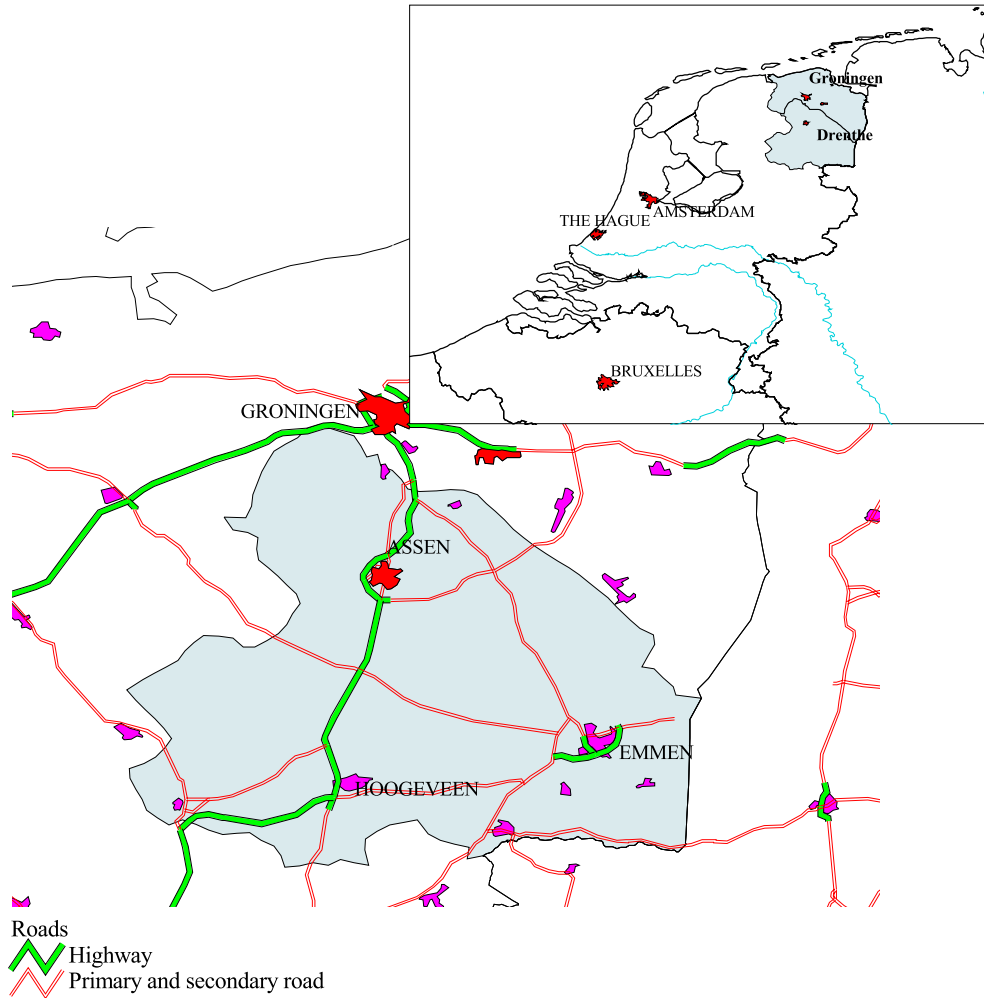 Groningen
Drenthe
AMSTERDAM
THE HAGUE
BRUXELLES
GRONINGEN
ASSEN
EMMEN
HOOGEVEEN
Roads
Highway
Primary and secondary road